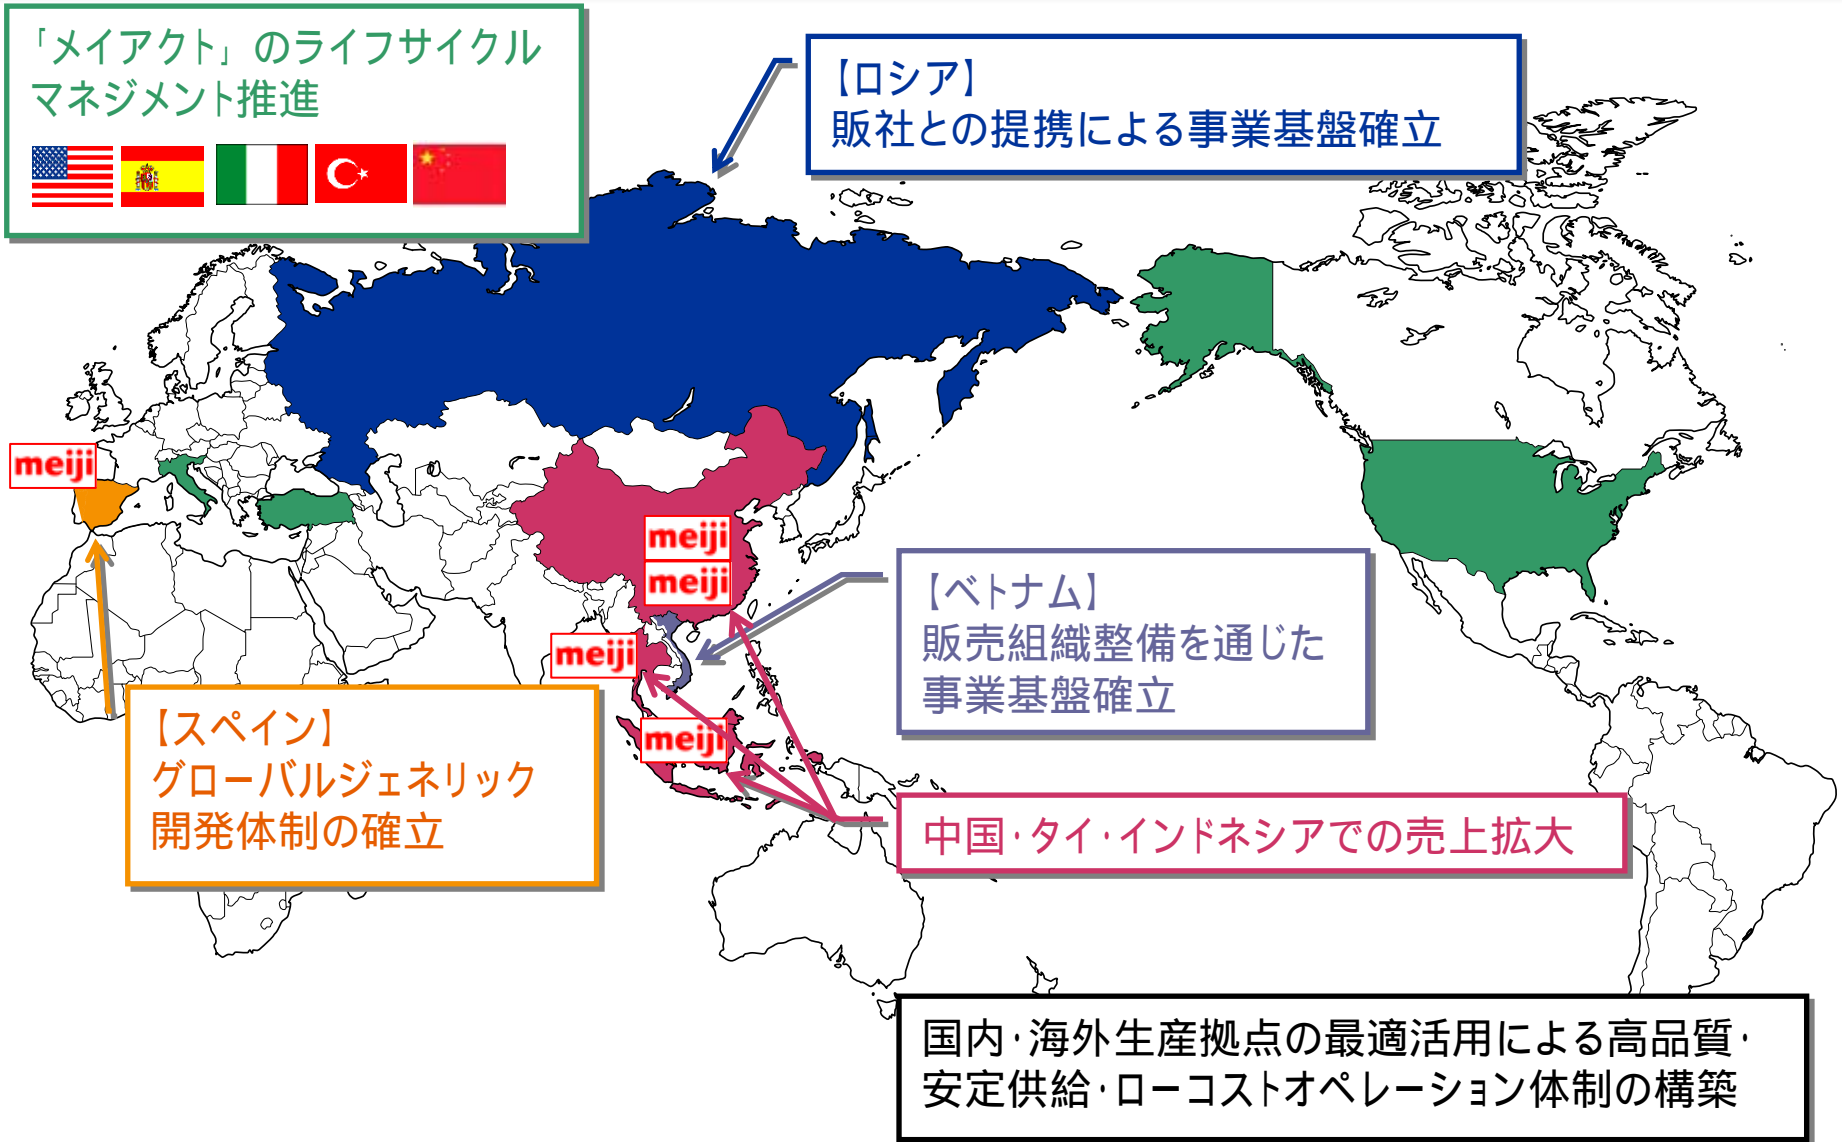 「メイアクト」のライフサイクル
マネジメント推進
【ロシア】
販社との提携による事業基盤確立
meiji
meiji
meiji
meiji
meiji
【ベトナム】
販売組織整備を通じた
事業基盤確立
【スペイン】
グローバルジェネリック
開発体制の確立
中国・タイ・インドネシアでの売上拡大
国内・海外生産拠点の最適活用による高品質・
安定供給・ローコストオペレーション体制の構築